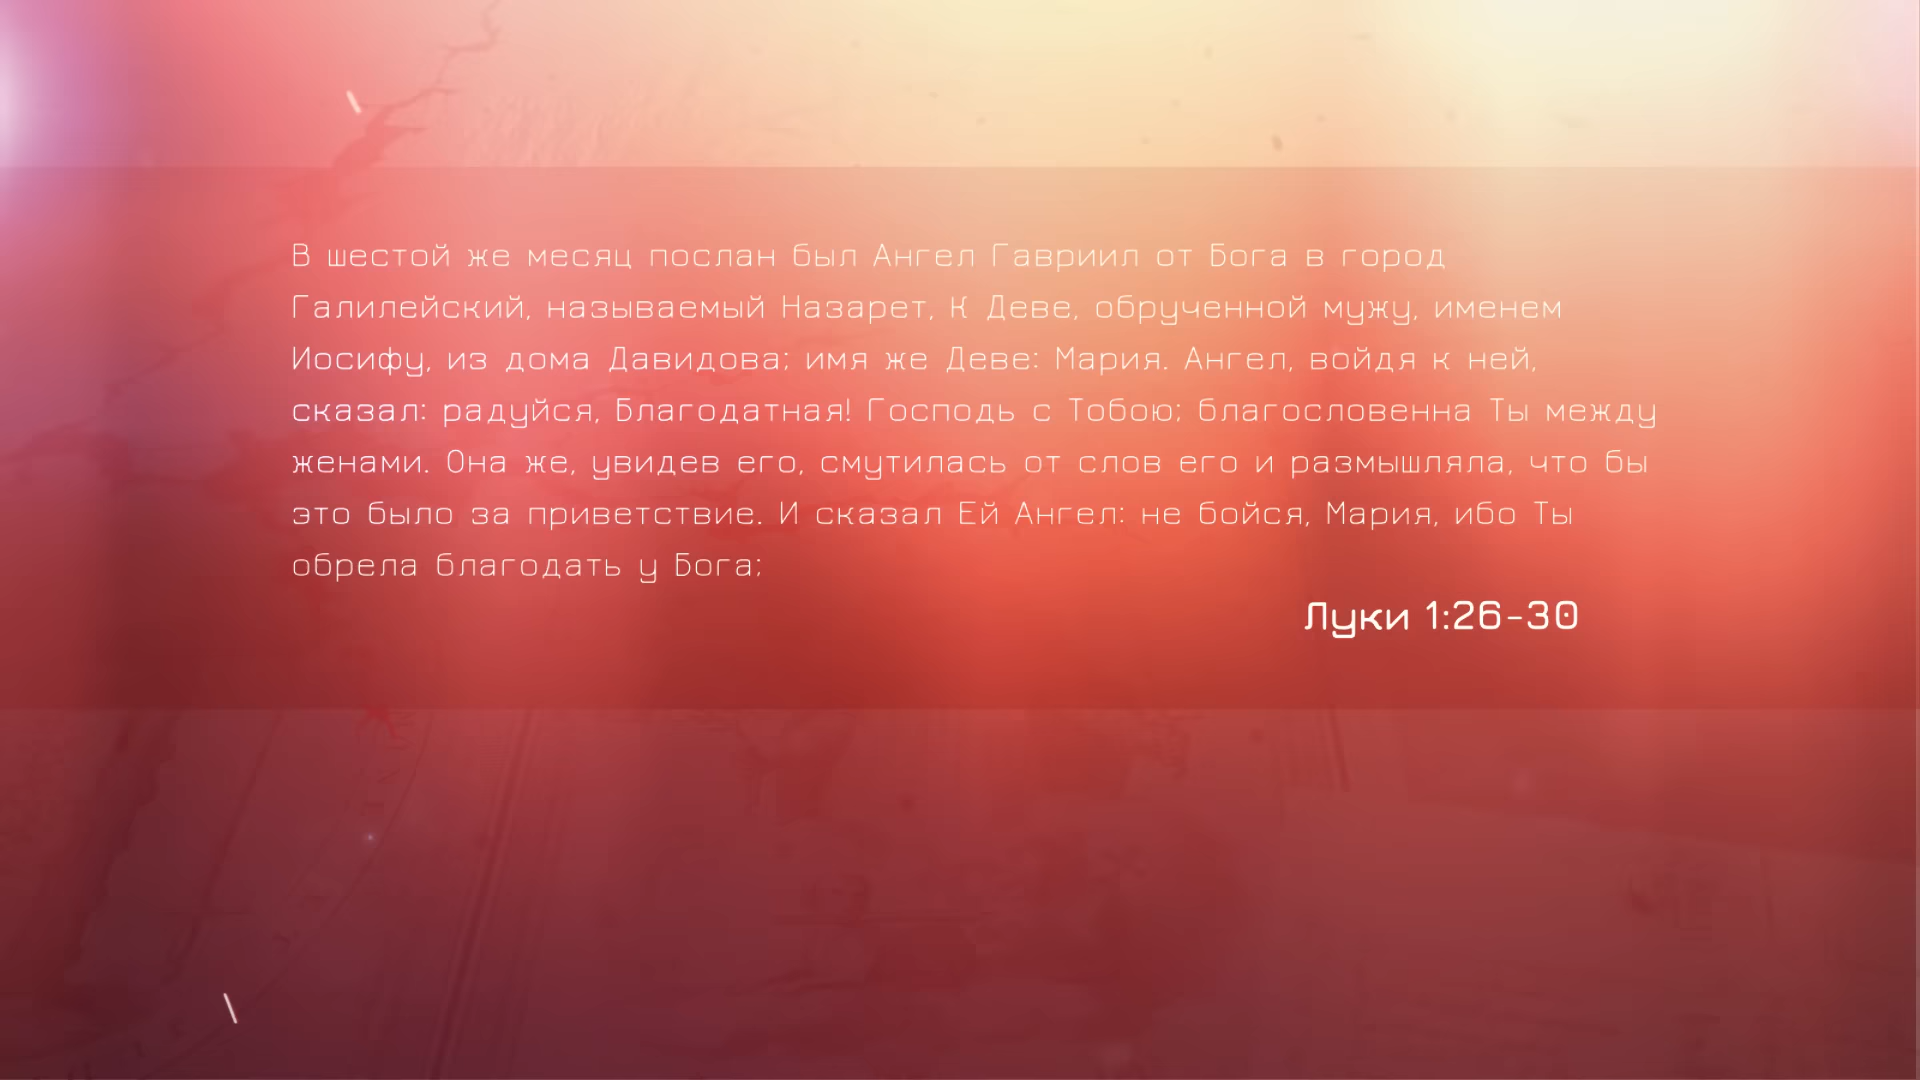 В шестой же месяц послан был Ангел Гавриил от Бога в город
Галилейский, называемый Назарет, К Деве, обрученной мужу, именем
Иосифу, из дома Давидова; имя же Деве: Мария. Ангел, войдя к ней,
сказал: радуйся, Благодатная! Господь с Тобою; благословенна Ты между
женами. Она же, увидев его, смутилась от слов его и размышляла, что бы
это было за приветствие. И сказал Ей Ангел: не бойся, Мария, ибо Ты
обрела благодать у Бога;
Луки 1:26-30